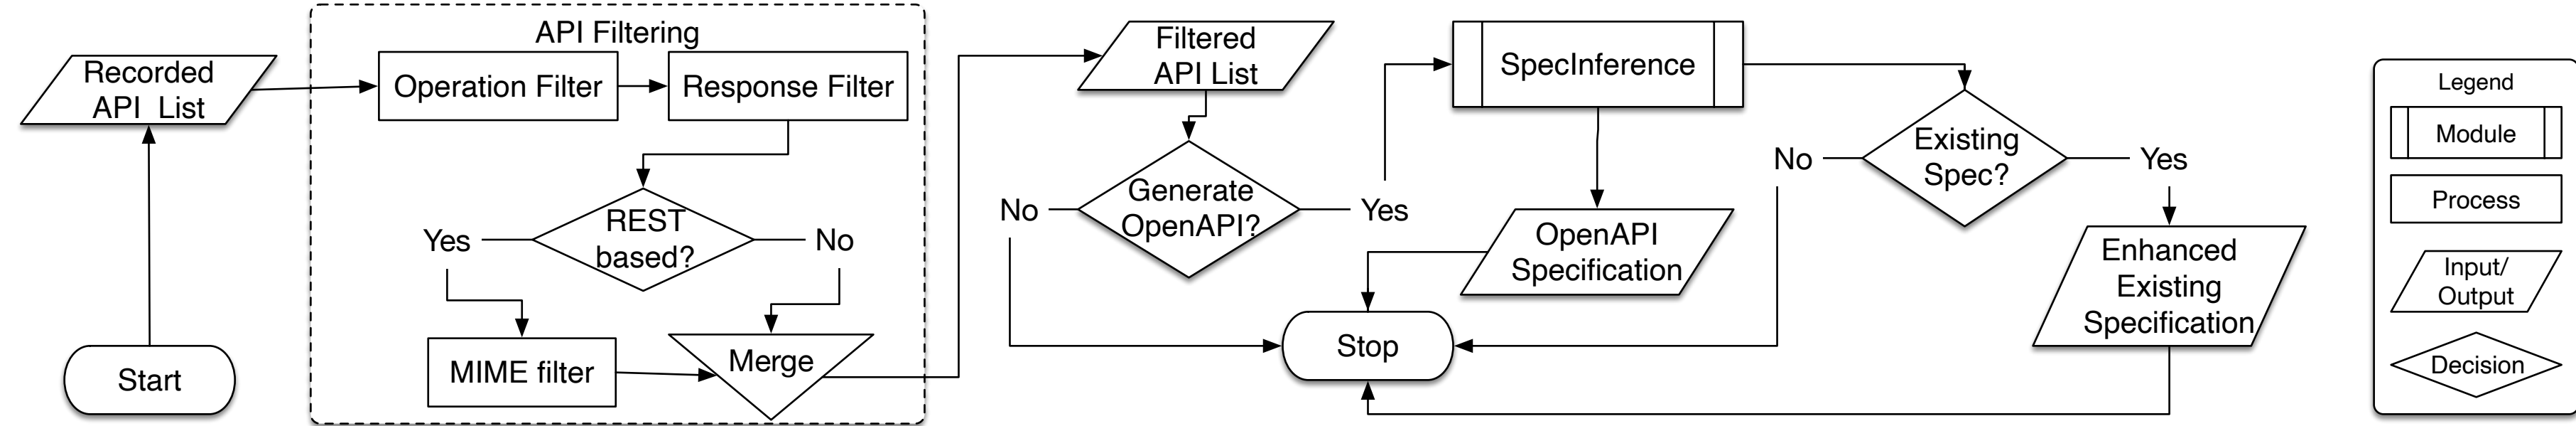 Recorded
API List
Start
API Filtering
Operation Filter
Response Filter
REST
based?
Yes
No
MIME filter
Merge
Filtered
API List
Generate
OpenAPI?
No
Yes
SpecInference
OpenAPI
Specification
Stop
Existing
Spec?
No
Yes
Enhanced
Existing
Specification
Legend
Module
Process
Input/
Output
Decision